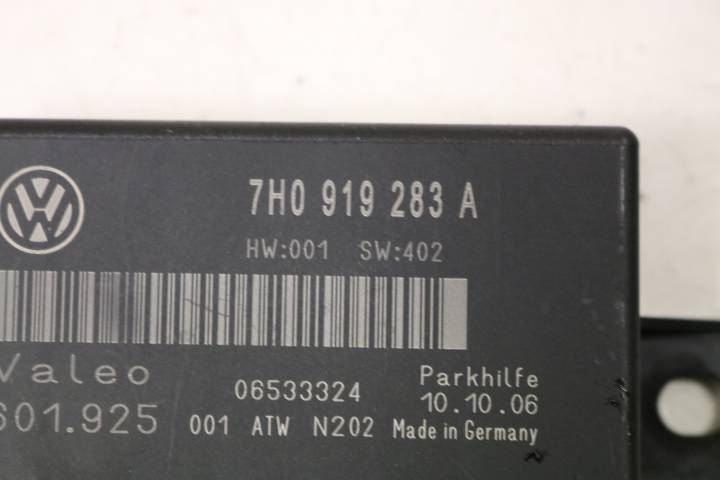 7H0 919 283 A
HW:001 SW:402
Valeo
06533324
Parkhilfe
601.925
10.10.06
001 ATW N202 Made in Germany